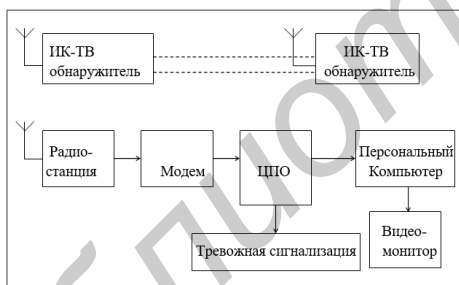 ИК-ТВ
обнаружитель
ИК-ТВ
обнаружитель
Радио-
станция
Модем
ЦПО
Персональный
Компьютер
Тревожная сигнализация
Видео-
монитор